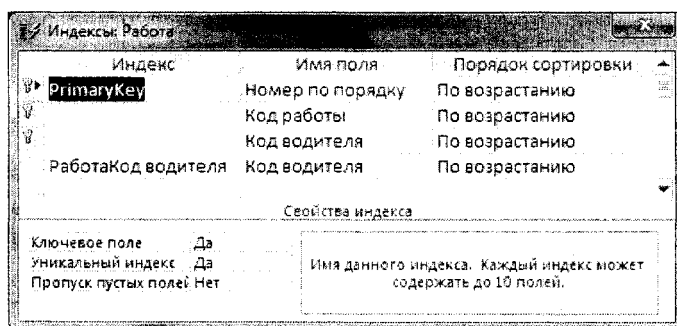 Индексы: Работа
Индекс Имя поля Порядок сортировки
PrimaryKey Номер по порядку По возрастанию
Код работы По возрастанию
Код водителя По возрастанию
РаботаКод водителя Код водителя По возрастанию
Свойства индекса
Ключевое поле Да
Уникальный индекс Да
Пропуск пустых полей Нет
Имя данного индекса. Каждый индекс может
содержать до 10 полей.